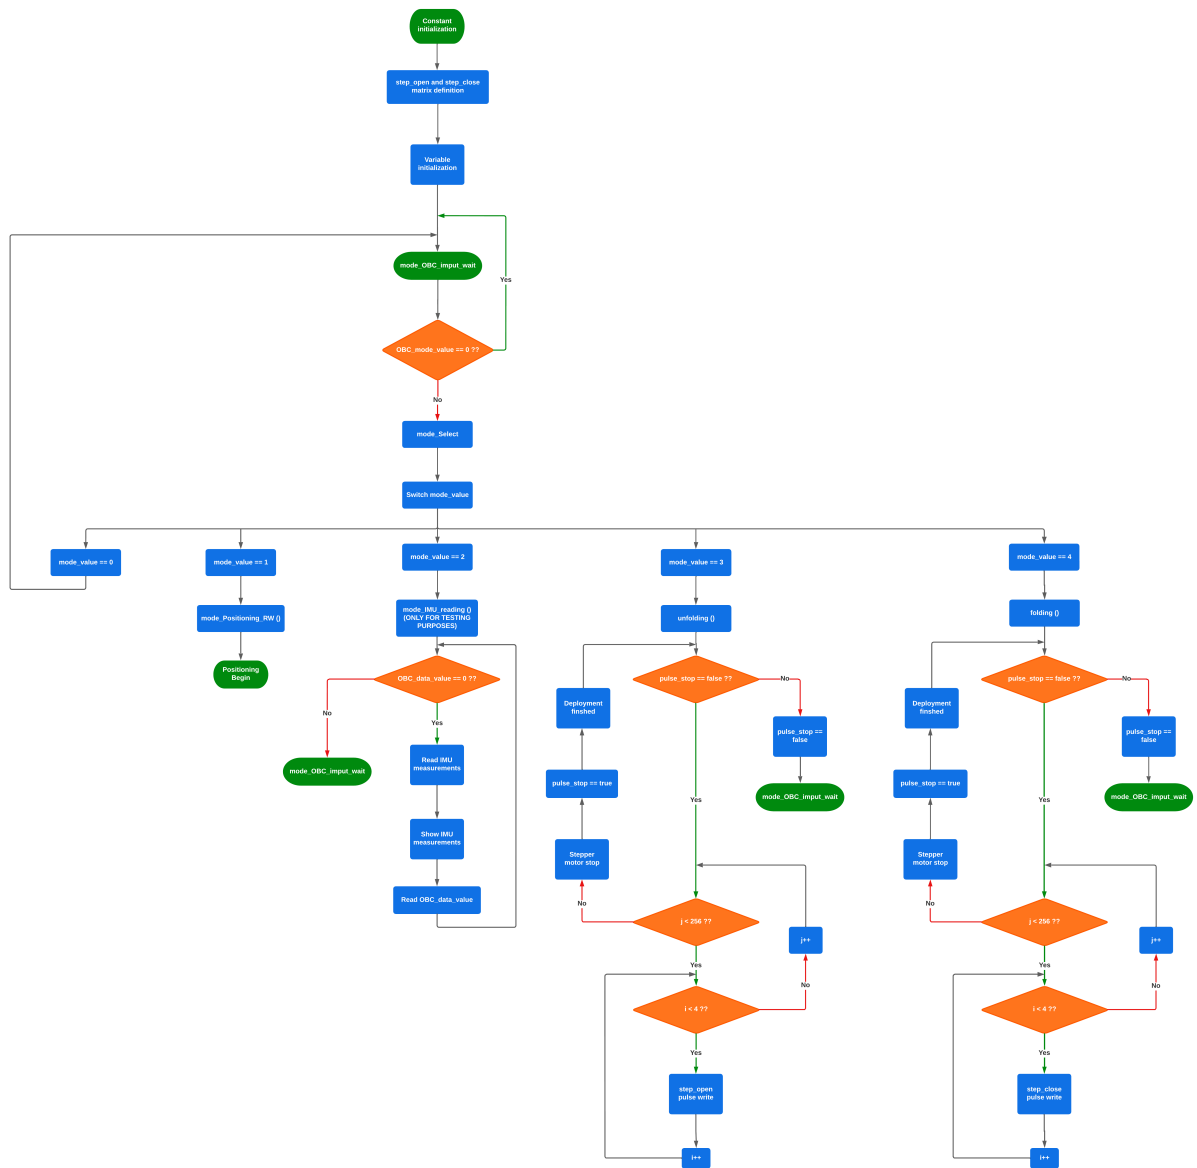 Constant
initialization
step_open and step_close
matrix definition
Variable
initialization
mode_OBC_imput_wait
Yes
OBC_mode_value == 0 ??
No
mode_Select
Switch mode_value
mode_value == 0
mode_value == 1
mode_Positioning_RW ()
Positioning
Begin
mode_value == 2
mode_IMU_reading ()
(ONLY FOR TESTING
PURPOSES)
OBC_data_value == 0 ??
No
mode_OBC_imput_wait
Yes
Read IMU
measurements
Show IMU
measurements
Read OBC_data_value
mode_value == 3
unfolding ()
pulse_stop == false ??
No
pulse_stop ==
false
mode_OBC_imput_wait
Deployment
finshed
pulse_stop == true
Stepper
motor stop
Yes
No
j < 256 ??
j++
Yes
No
i < 4 ??
Yes
step_open
pulse write
i++
mode_value == 4
folding ()
pulse_stop == false ??
No
pulse_stop ==
false
mode_OBC_imput_wait
Deployment
finshed
pulse_stop == true
Stepper
motor stop
Yes
No
j < 256 ??
j++
Yes
No
i < 4 ??
Yes
step_close
pulse write
i++